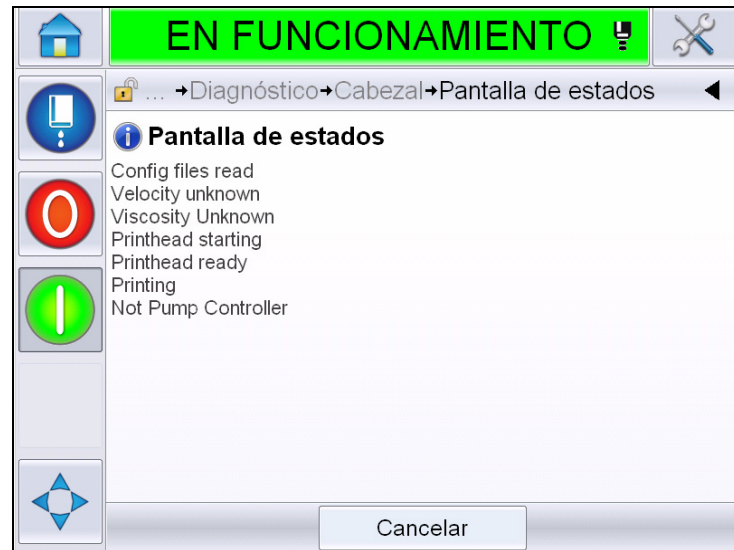 EN FUNCIONAMIENTO
... →Diagnóstico→Cabezal→Pantalla de estados
Pantalla de estados
Config files read
Velocity unknown
Viscosity Unknown
Printhead starting
Printhead ready
Printing
Not Pump Controller
Cancelar